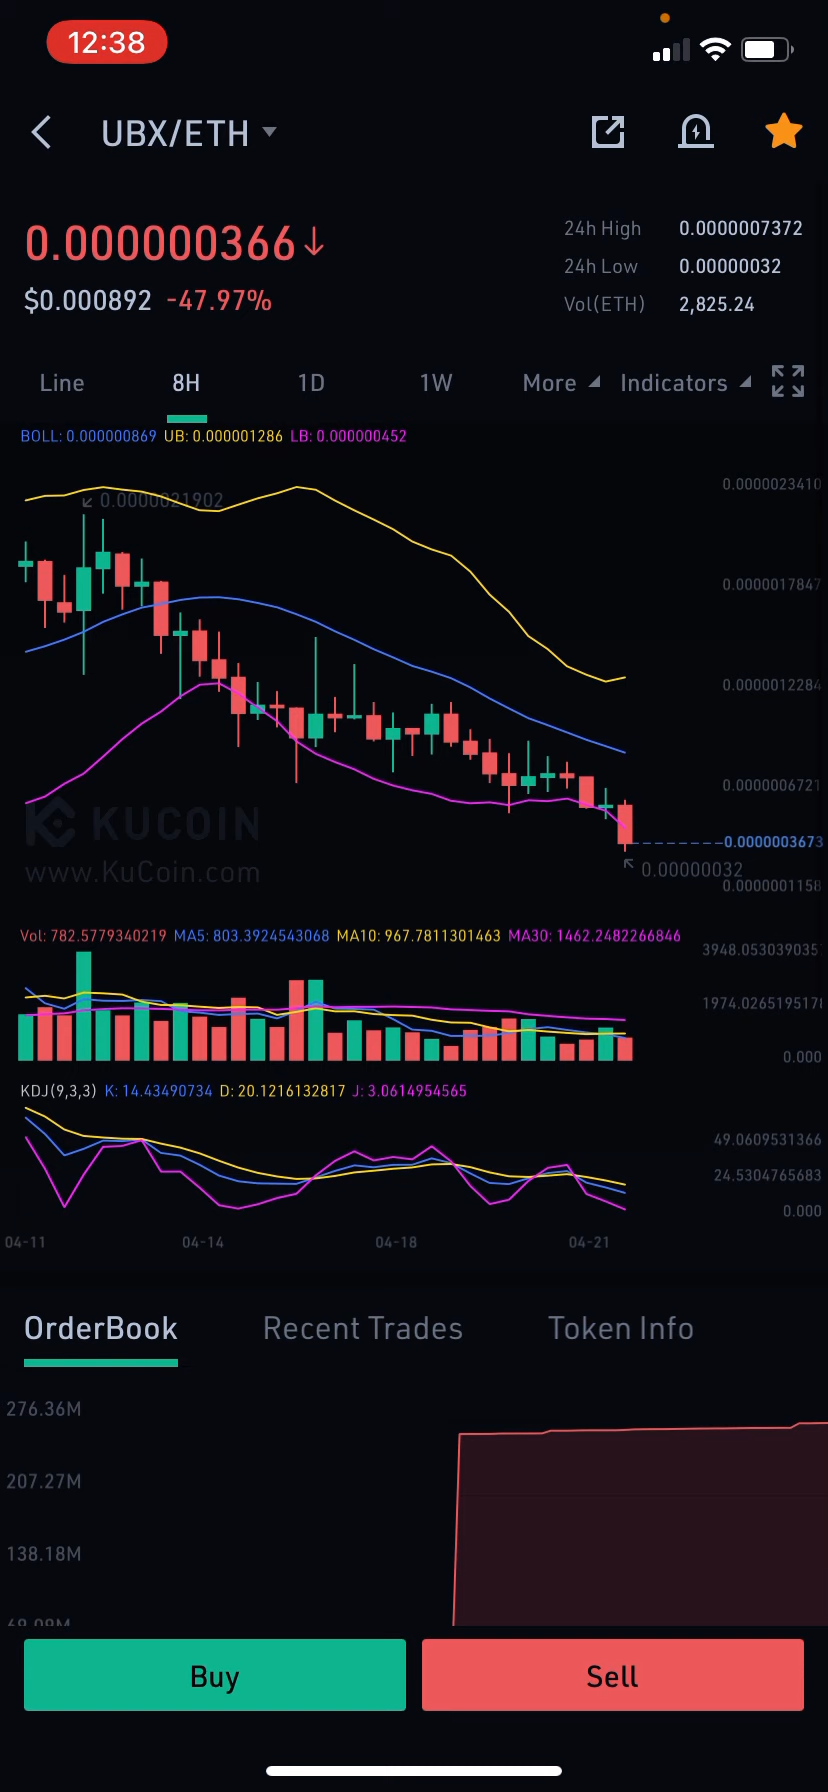 12:38
UBX/ETH
0.000000366↓
$0.000892 -47.97%
24h High 0.0000007372
24h Low 0.00000032
Vol(ETH) 2,825.24
Line 8H 1D 1W More Indicators
BOLL: 0.000000869 UB: 0.000001286 LB: 0.000000452
0.0000023410
0.0000021902
0.0000017847
0.0000012284
0.0000006721
KUCOIN
0.0000003673
www.KuCoin.com
0.00000032
0.0000001158
Vol: 782.5779340219 MA5: 803.3924543068 MA10: 967.7811301463 MA30: 1462.2482266846
3948.053039035
1974.026519517
0.000
KDJ(9,3,3) K: 14.43490734 D: 20.1216132817 J: 3.0614954565
49.0609531366
24.5304765683
0.000
04-11 04-14 04-18 04-21
OrderBook Recent Trades Token Info
276.36M
207.27M
138.18M
Buy Sell